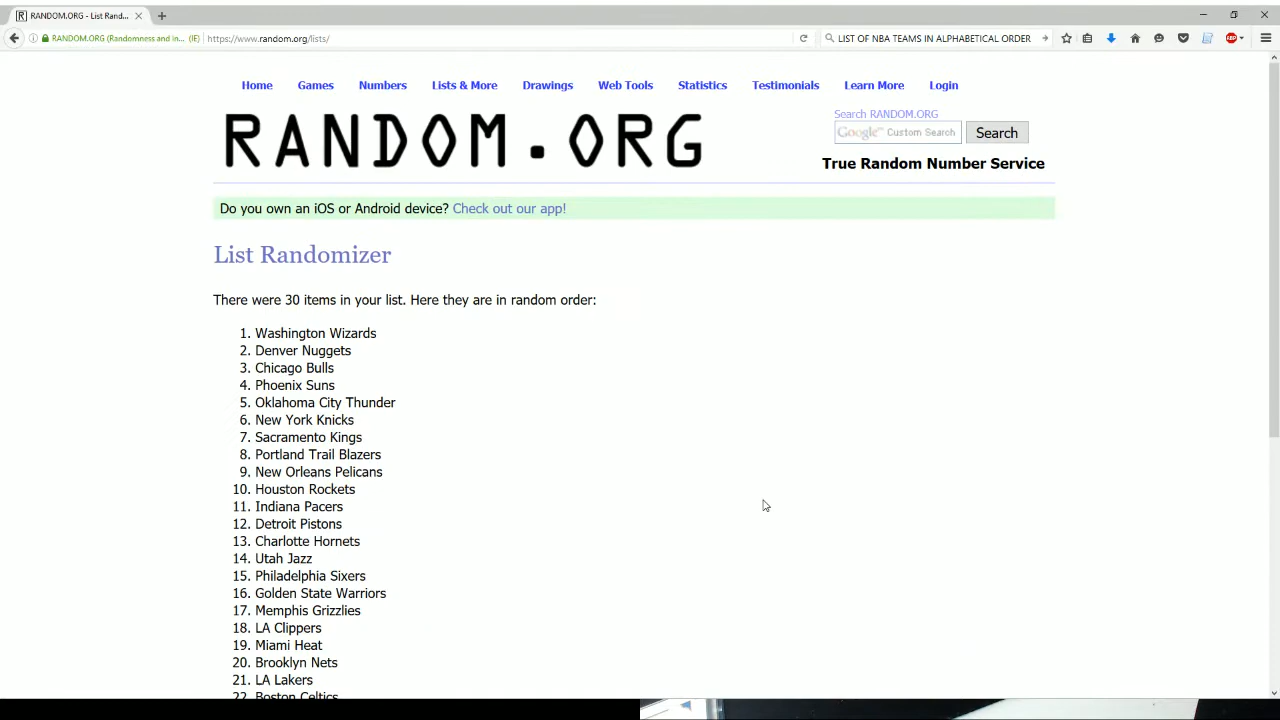 RANDOM.ORG - List Rand...
RANDOM.ORG (Randomness and In... (IE) https://www.random.org/lists/
LIST OF NBA TEAMS IN ALPHABETICAL ORDER
ABP
Home Games Numbers Lists & More Drawings Web Tools Statistics Testimonials Learn More Login
RANDOM.ORG
Search RANDOM.ORG
Google™ Custom Search Search
True Random Number Service
Do you own an iOS or Android device? Check out our app!
List Randomizer
There were 30 items in your list. Here they are in random order:
1. Washington Wizards
2. Denver Nuggets
3. Chicago Bulls
4. Phoenix Suns
5. Oklahoma City Thunder
6. New York Knicks
7. Sacramento Kings
8. Portland Trail Blazers
9. New Orleans Pelicans
10. Houston Rockets
11. Indiana Pacers
12. Detroit Pistons
13. Charlotte Hornets
14. Utah Jazz
15. Philadelphia Sixers
16. Golden State Warriors
17. Memphis Grizzlies
18. LA Clippers
19. Miami Heat
20. Brooklyn Nets
21. LA Lakers
22. Boston Celtics